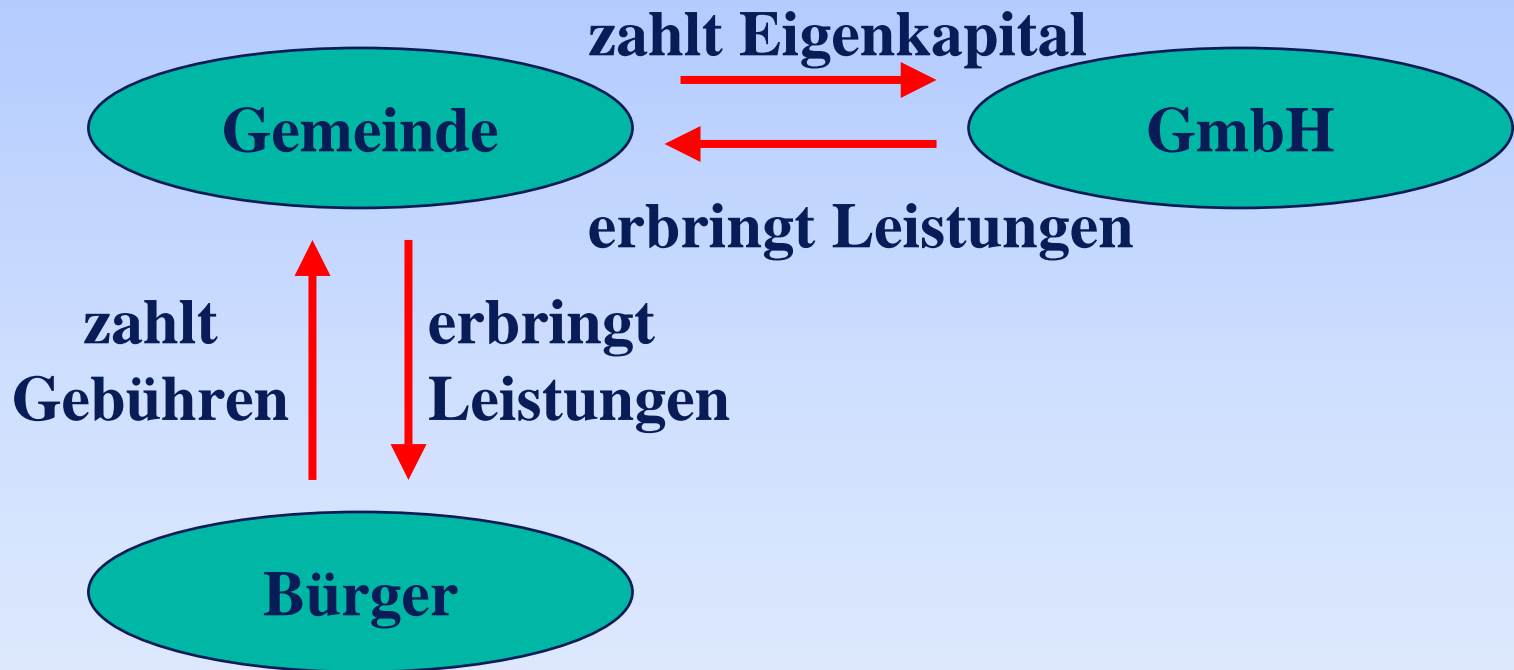 zahlt Eigenkapital
Gemeinde
GmbH
erbringt Leistungen
zahlt
Gebühren
erbringt
Leistungen
Bürger